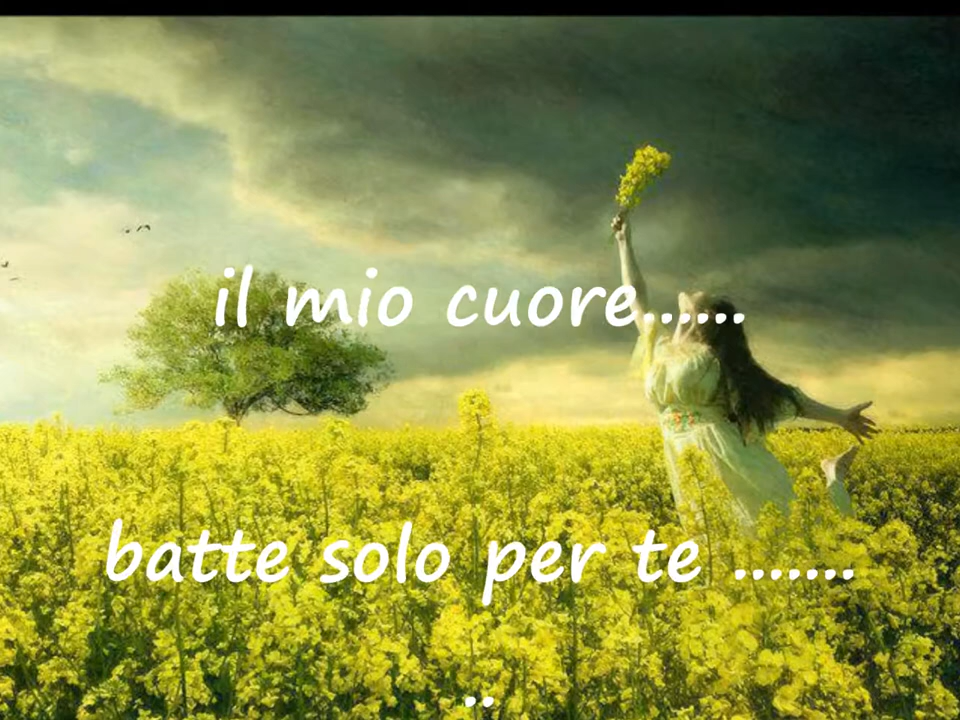 il mio cuore......
batte solo per te .......
..